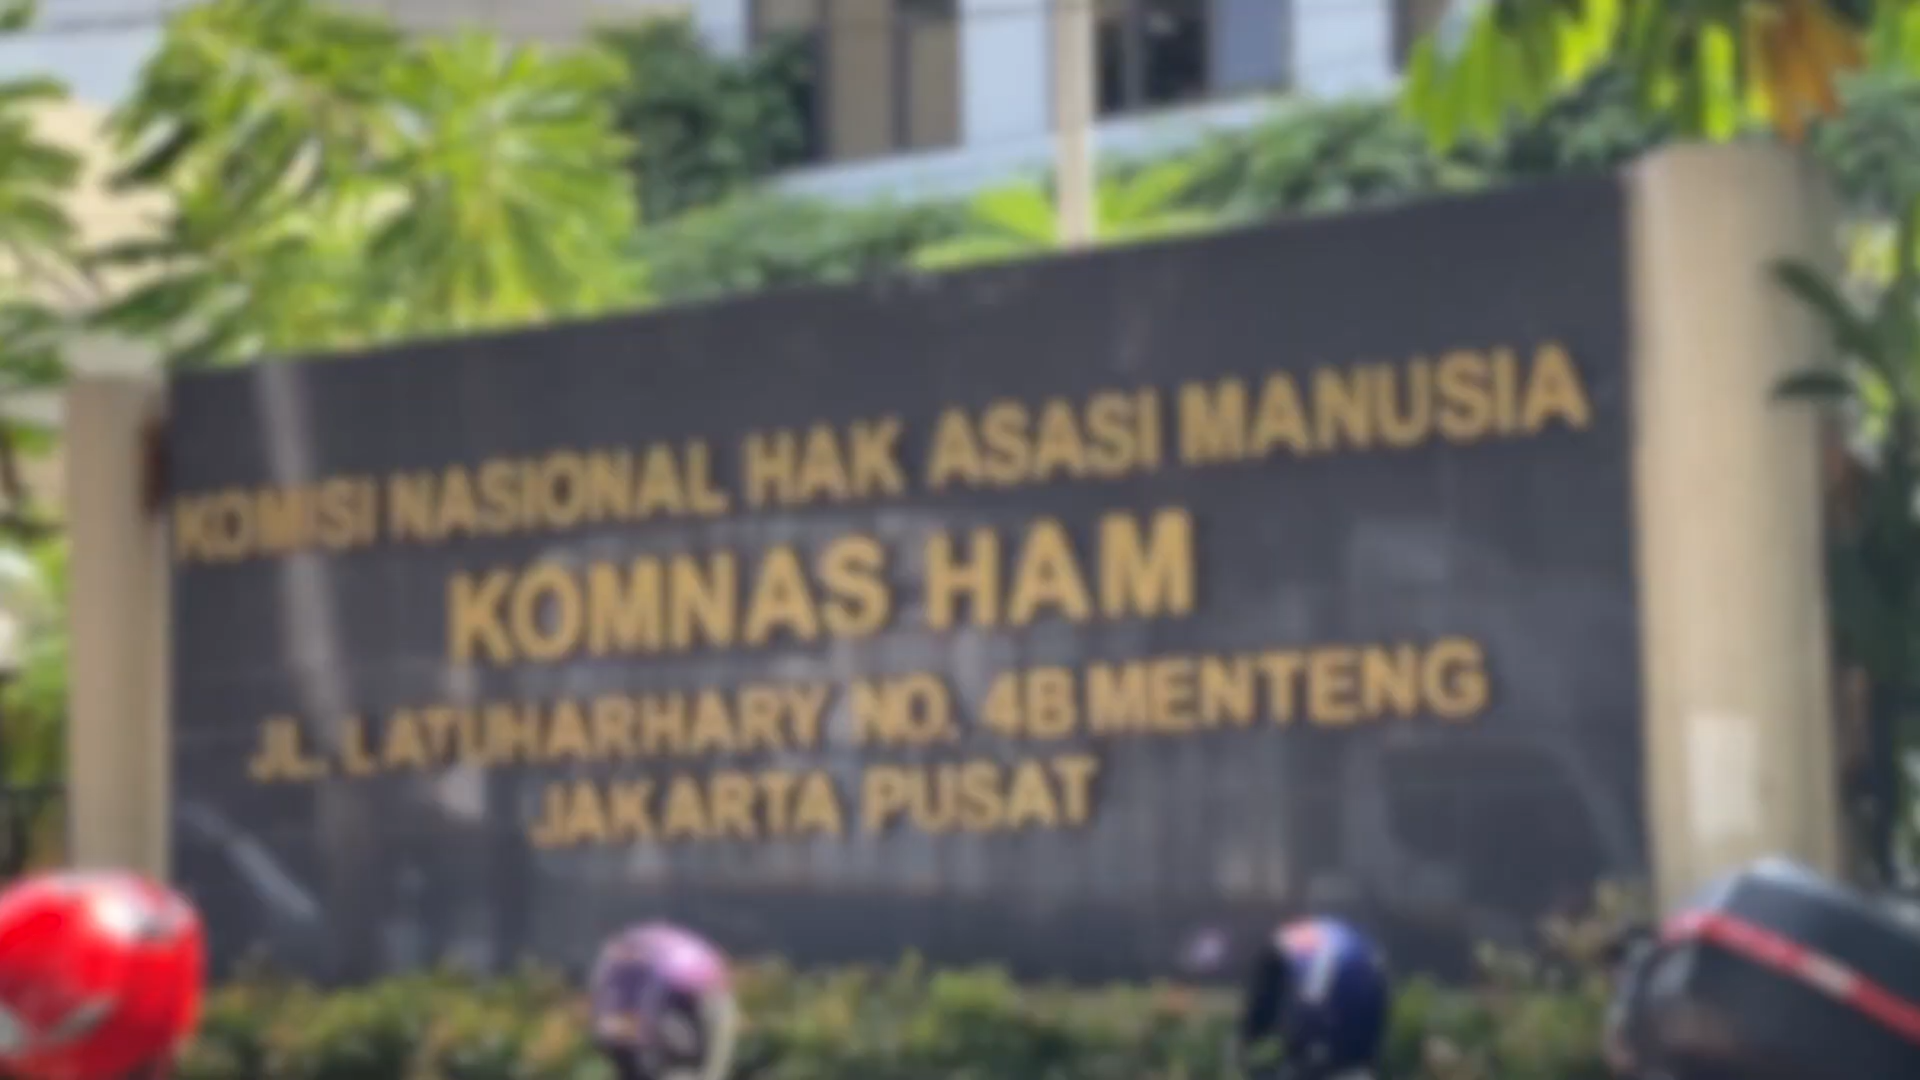 KOMISI NASIONAL HAK ASASI MANUSIA
KOMNAS HAM
JL. LATUHARHARY NO. 4B MENTENG
JAKARTA PUSAT